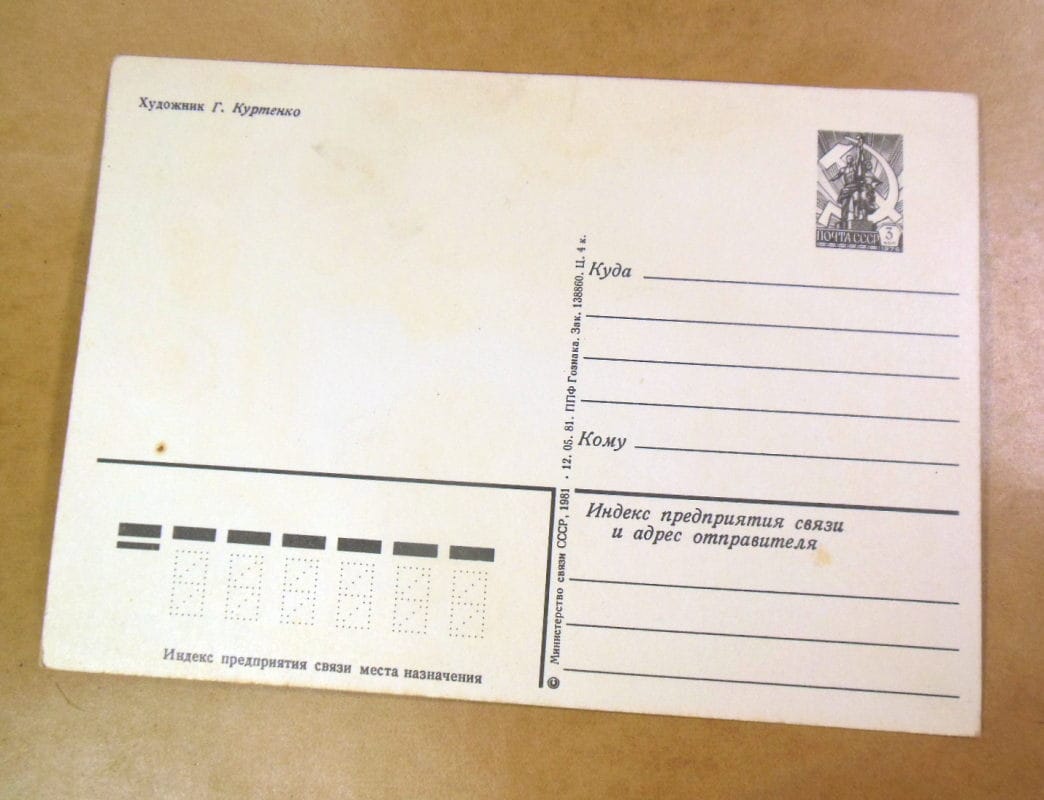 Художник Г. Куртенко
ПОЧТА СССР 3
Куда
Кому
Индекс предприятия связи
и адрес отправителя
© Министерство связи СССР, 1981 · 12. 05. 81. ППФ Гознака. Зак. 138860. Ц. 4 к.
Индекс предприятия связи места назначения